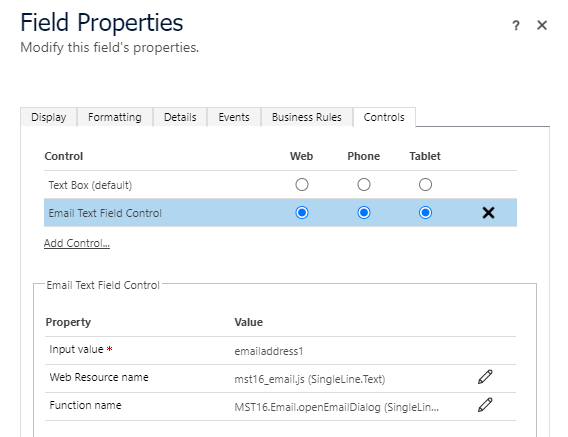 Field Properties
? ×
Modify this field's properties.
Display Formatting Details Events Business Rules Controls
Control Web Phone Tablet
Text Box (default)
Email Text Field Control
Add Control...
Email Text Field Control
Property Value
Input value * emailaddress1
Web Resource name mst16_email.js (SingleLine.Text)
Function name MST16.Email.openEmailDialog (SingleLin...